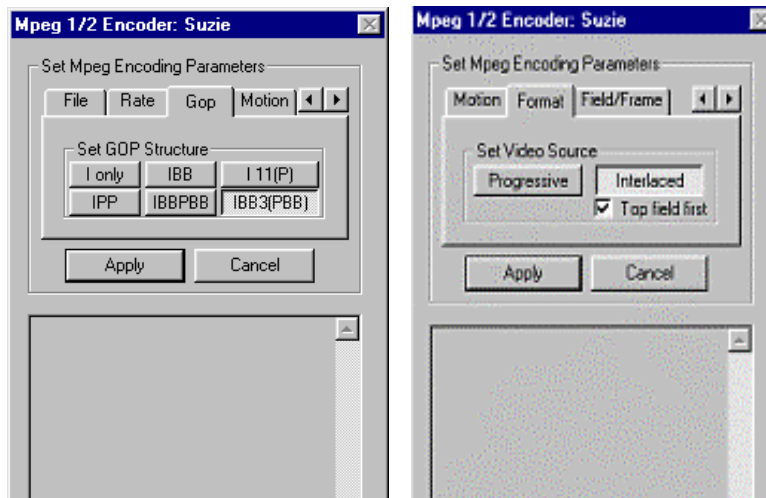 Mpeg 1/2 Encoder: Suzie
Set Mpeg Encoding Parameters
File Rate Gop Motion
Set GOP Structure
I only IBB I 11(P)
IPP IBBPBB IBB3(PBB)
Apply Cancel
Mpeg 1/2 Encoder: Suzie
Set Mpeg Encoding Parameters
Motion Format Field/Frame
Set Video Source
Progressive Interlaced
Top field first
Apply Cancel